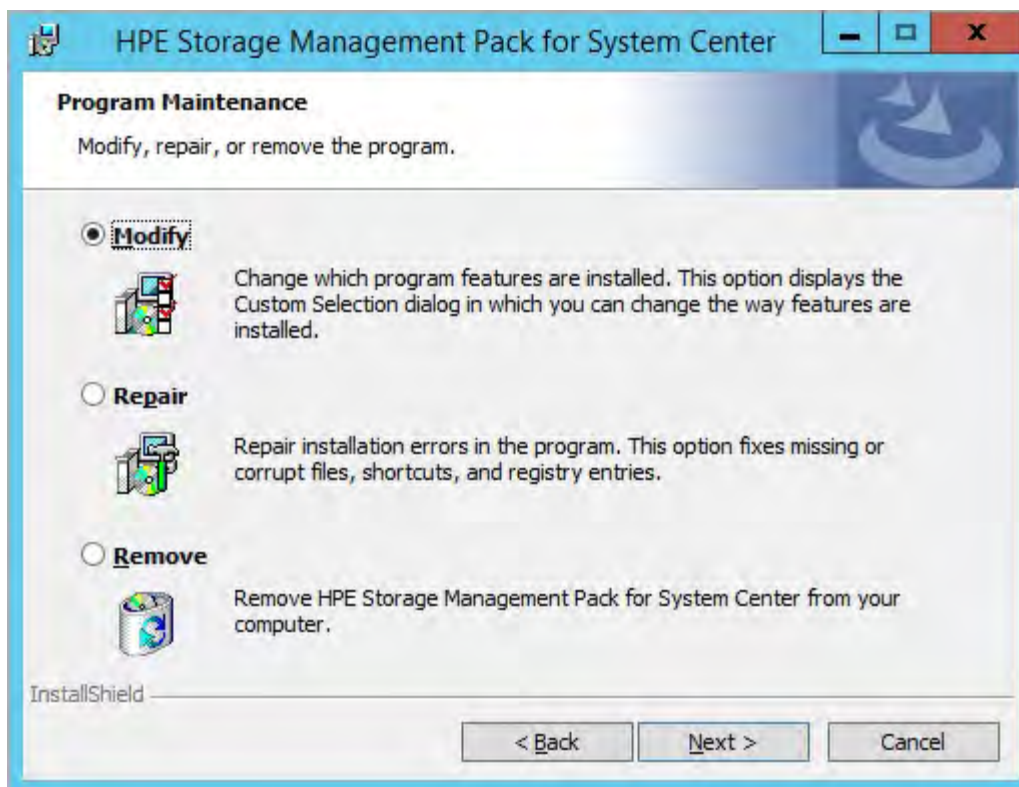 HPE Storage Management Pack for System Center
Program Maintenance
Modify, repair, or remove the program.
Modify
Change which program features are installed. This option displays the
Custom Selection dialog in which you can change the way features are
installed.
Repair
Repair installation errors in the program. This option fixes missing or
corrupt files, shortcuts, and registry entries.
Remove
Remove HPE Storage Management Pack for System Center from your
computer.
InstallShield
< Back
Next >
Cancel